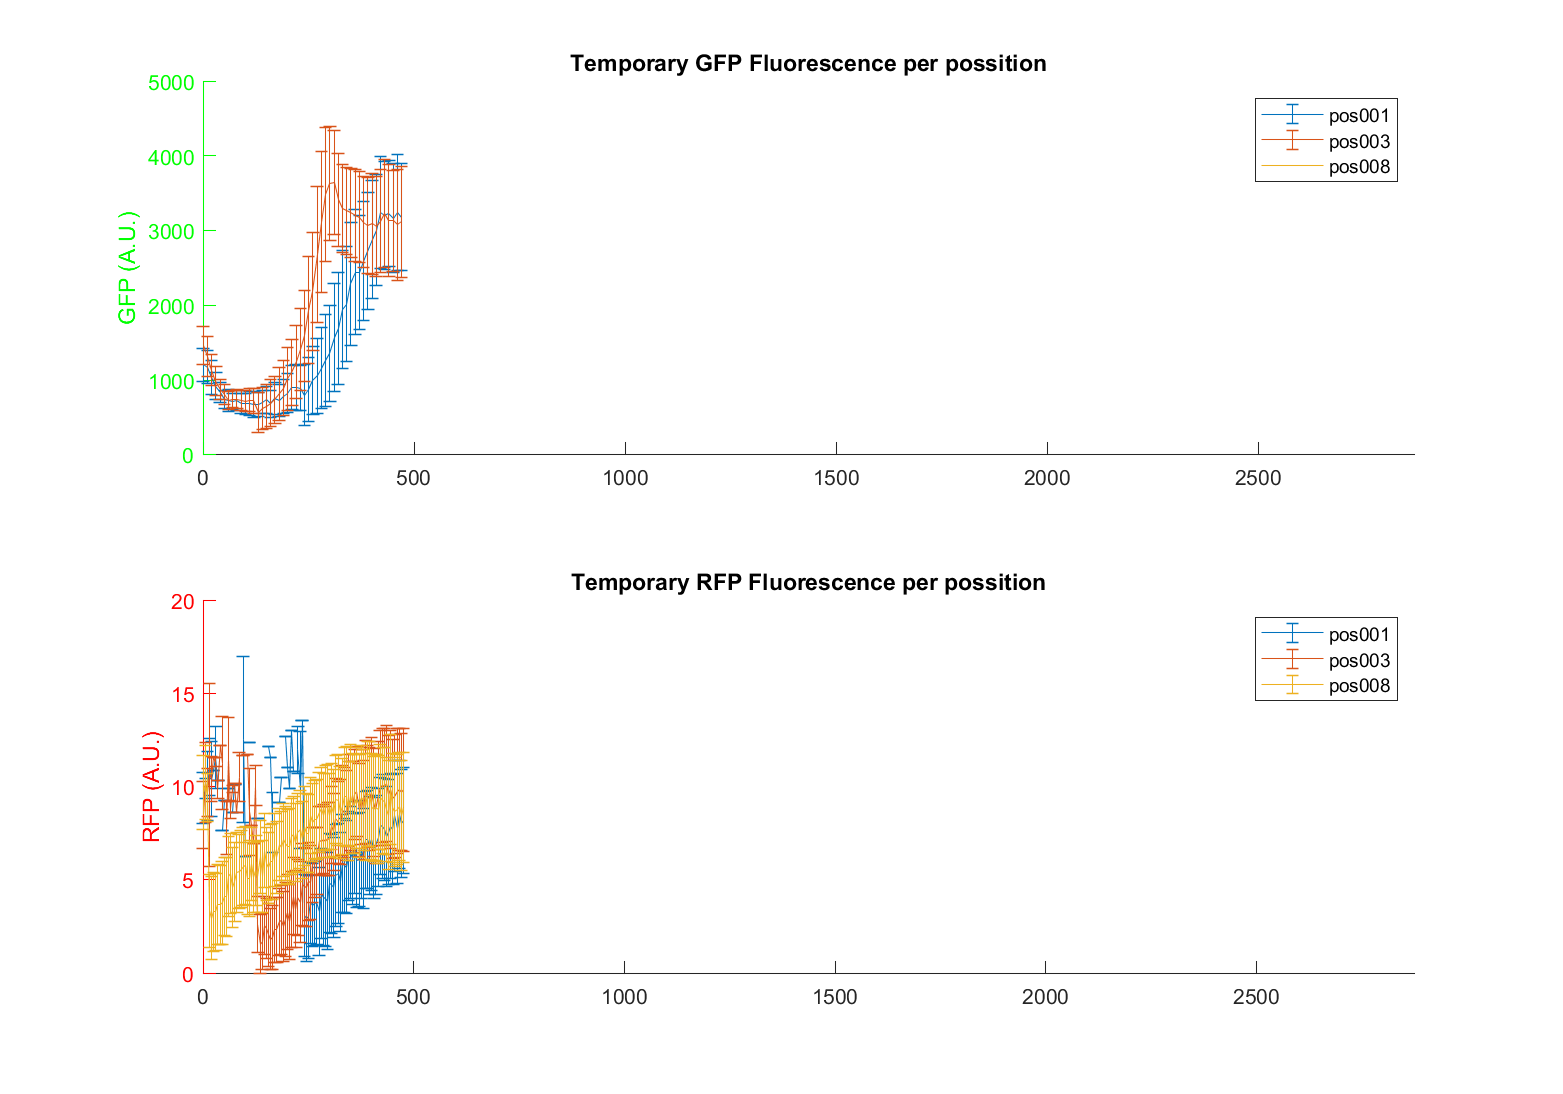 Temporary GFP Fluorescence per possition
5000
4000
3000
2000
1000
0
GFP (A.U.)
pos001
pos003
pos008
0 500 1000 1500 2000 2500
Temporary RFP Fluorescence per possition
20
15
10
5
0
RFP (A.U.)
pos001
pos003
pos008
0 500 1000 1500 2000 2500